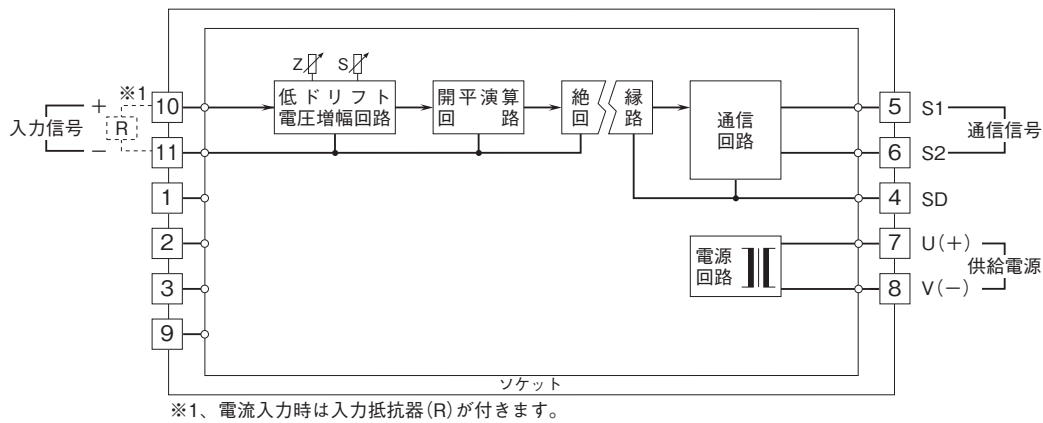 Z S
※1
入力信号
+
−
R
10
11
1
2
3
9
低ドリフト
電圧増幅回路
開平演算
回路
絶縁
回路
通信
回路
電源
回路
5 S1
6 S2
通信信号
4 SD
7 U(+)
8 V(−)
供給電源
ソケット
※1、電流入力時は入力抵抗器(R)が付きます。